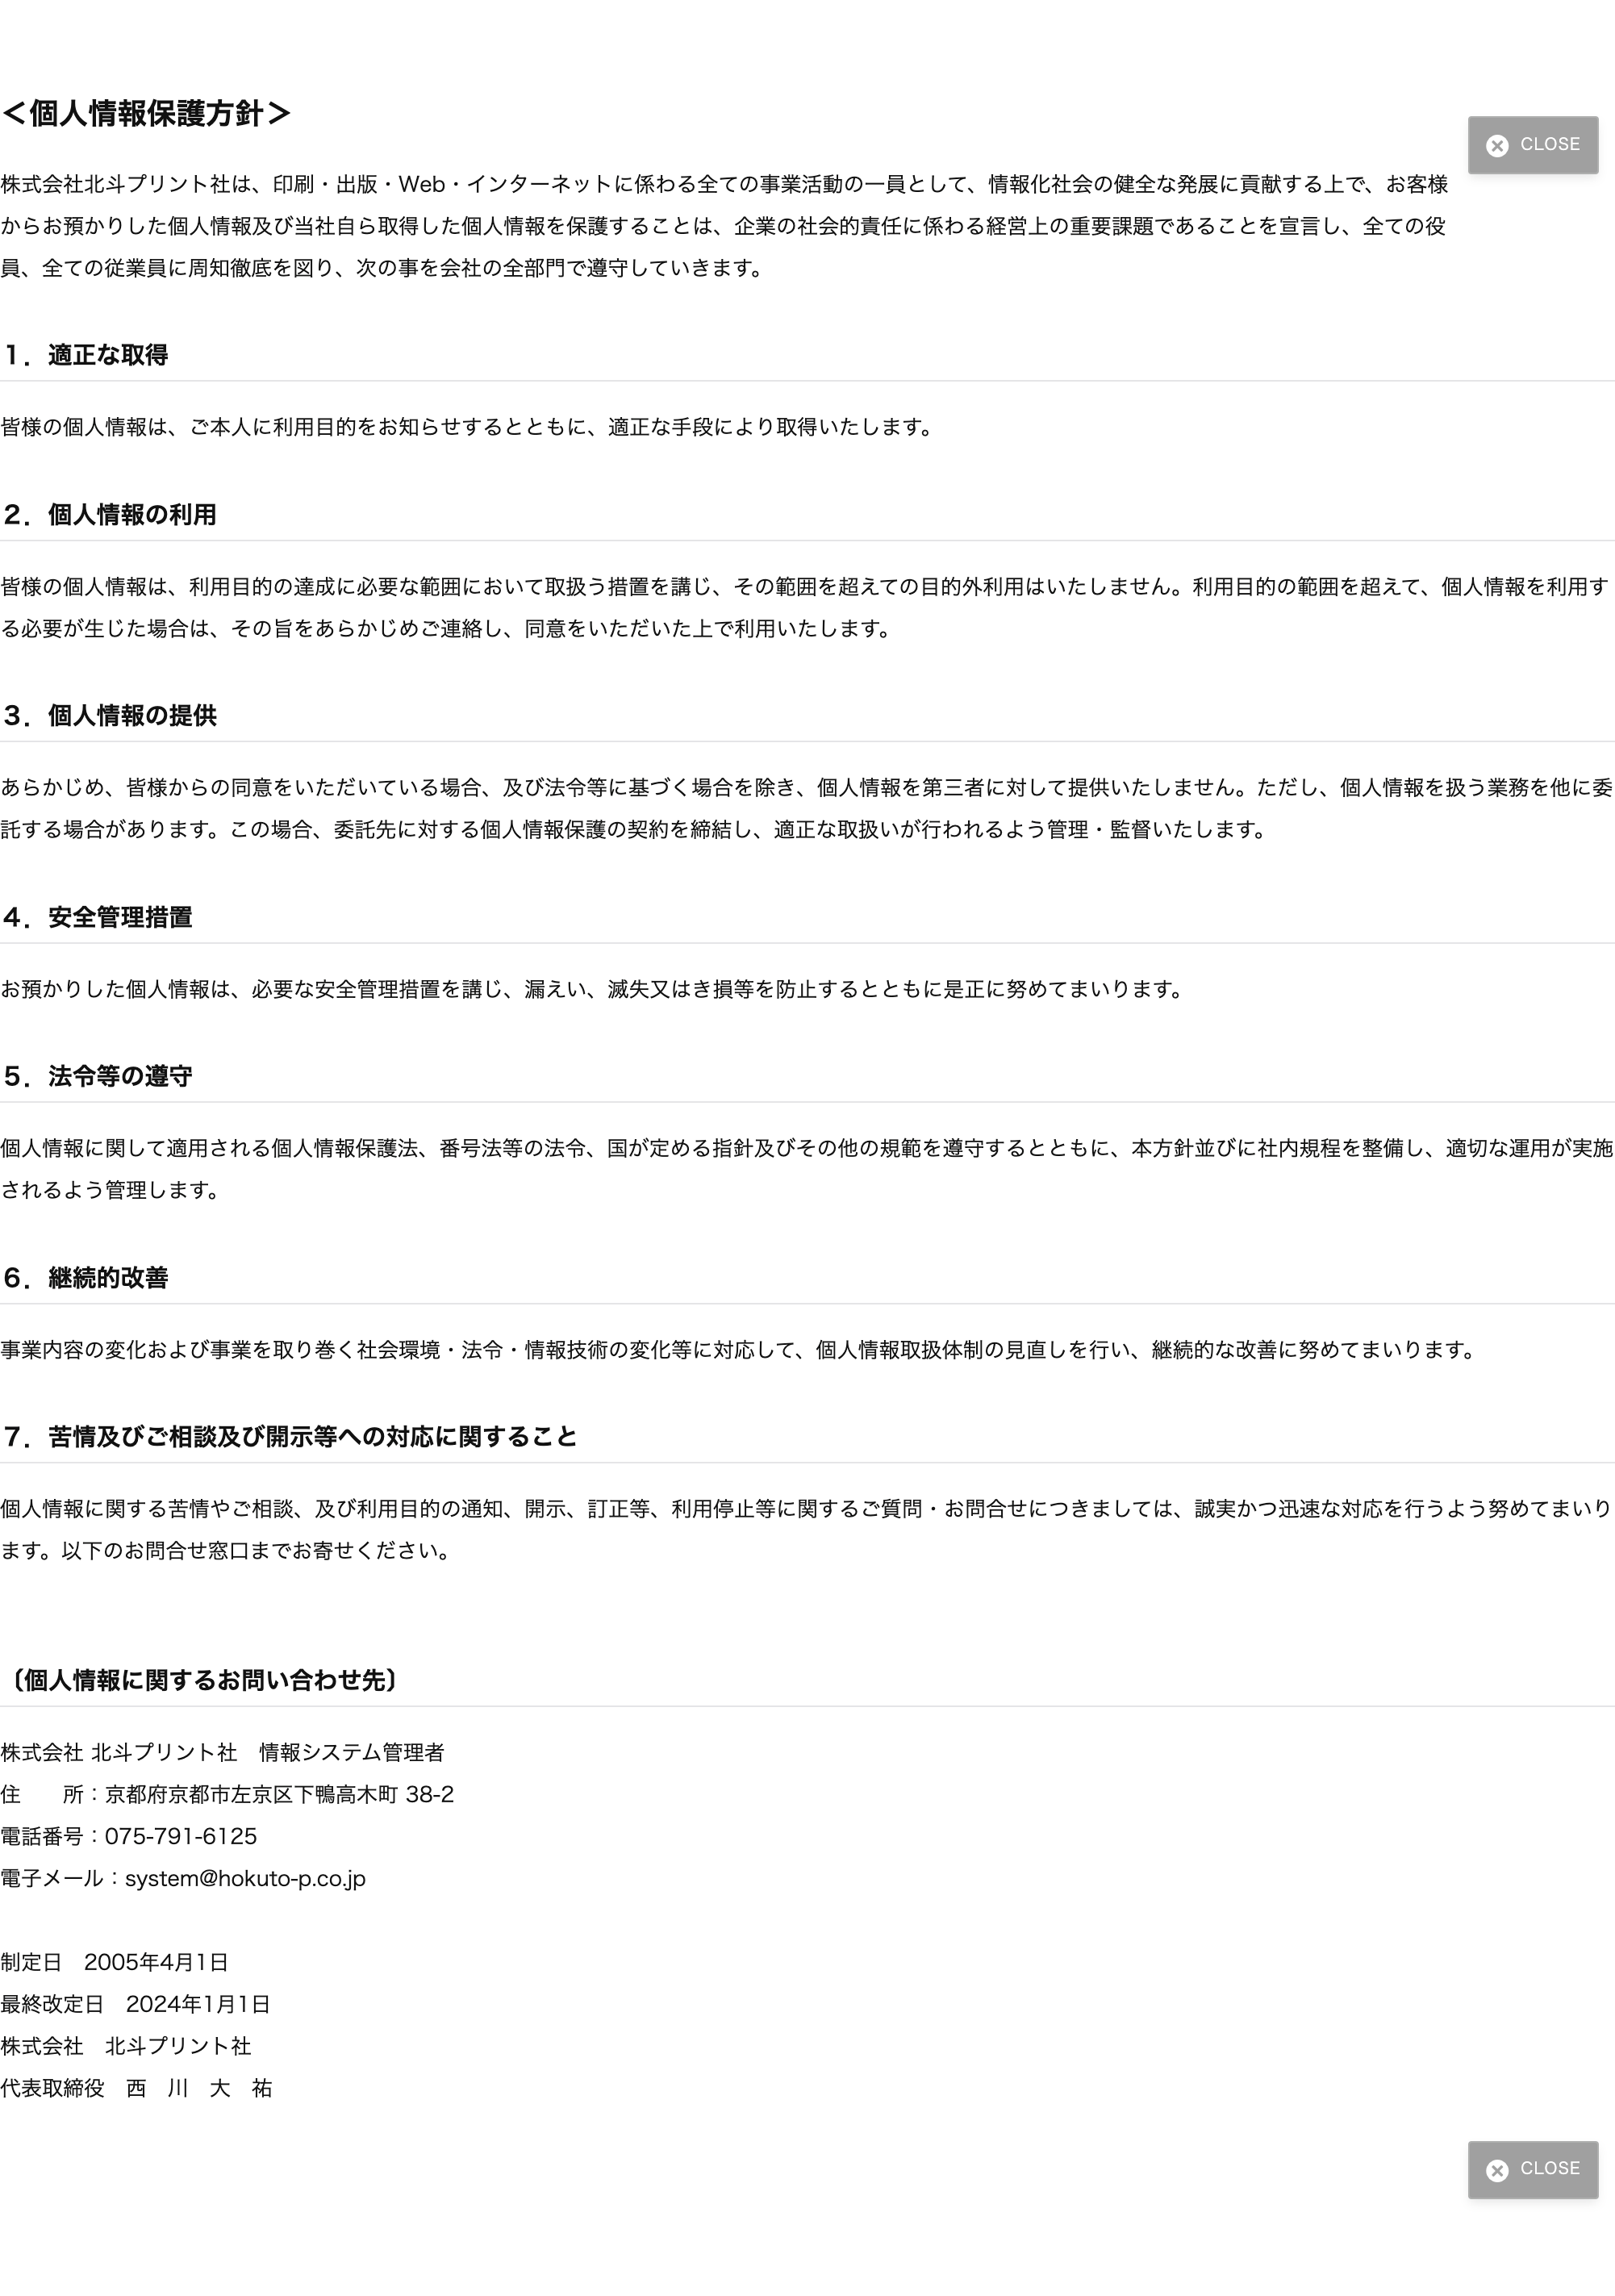 ＜個人情報保護方針＞
CLOSE
株式会社北斗プリント社は、印刷・出版・Web・インターネットに係わる全ての事業活動の一員として、情報化社会の健全な発展に貢献する上で、お客様
からお預かりした個人情報及び当社自ら取得した個人情報を保護することは、企業の社会的責任に係わる経営上の重要課題であることを宣言し、全ての役
員、全ての従業員に周知徹底を図り、次の事を会社の全部門で遵守していきます。
１．適正な取得
皆様の個人情報は、ご本人に利用目的をお知らせするとともに、適正な手段により取得いたします。
２．個人情報の利用
皆様の個人情報は、利用目的の達成に必要な範囲において取扱う措置を講じ、その範囲を超えての目的外利用はいたしません。利用目的の範囲を超えて、個人情報を利用す
る必要が生じた場合は、その旨をあらかじめご連絡し、同意をいただいた上で利用いたします。
３．個人情報の提供
あらかじめ、皆様からの同意をいただいている場合、及び法令等に基づく場合を除き、個人情報を第三者に対して提供いたしません。ただし、個人情報を扱う業務を他に委
託する場合があります。この場合、委託先に対する個人情報保護の契約を締結し、適正な取扱いが行われるよう管理・監督いたします。
４．安全管理措置
お預かりした個人情報は、必要な安全管理措置を講じ、漏えい、滅失又はき損等を防止するとともに是正に努めてまいります。
５．法令等の遵守
個人情報に関して適用される個人情報保護法、番号法等の法令、国が定める指針及びその他の規範を遵守するとともに、本方針並びに社内規程を整備し、適切な運用が実施
されるよう管理します。
６．継続的改善
事業内容の変化および事業を取り巻く社会環境・法令・情報技術の変化等に対応して、個人情報取扱体制の見直しを行い、継続的な改善に努めてまいります。
７．苦情及びご相談及び開示等への対応に関すること
個人情報に関する苦情やご相談、及び利用目的の通知、開示、訂正等、利用停止等に関するご質問・お問合せにつきましては、誠実かつ迅速な対応を行うよう努めてまいり
ます。以下のお問合せ窓口までお寄せください。
〔個人情報に関するお問い合わせ先〕
株式会社 北斗プリント社　情報システム管理者
住　　所：京都府京都市左京区下鴨高木町 38-2
電話番号：075-791-6125
電子メール：system@hokuto-p.co.jp
制定日　2005年4月1日
最終改定日　2024年1月1日
株式会社　北斗プリント社
代表取締役　西　川　大　祐
CLOSE